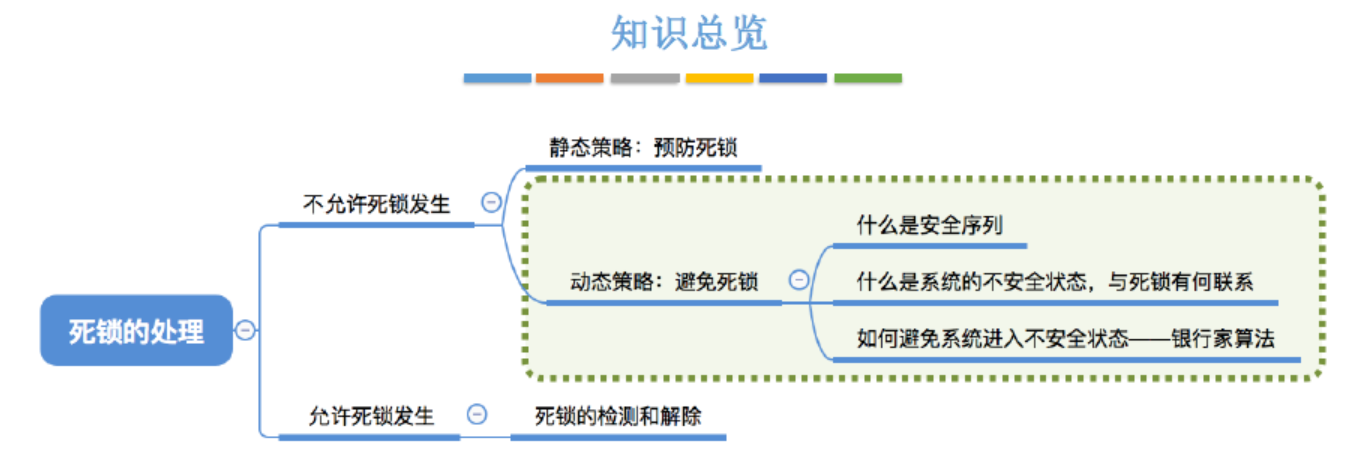 知识总览
静态策略：预防死锁
不允许死锁发生
什么是安全序列
动态策略：避免死锁
什么是系统的不安全状态，与死锁有何联系
死锁的处理
如何避免系统进入不安全状态——银行家算法
允许死锁发生
死锁的检测和解除